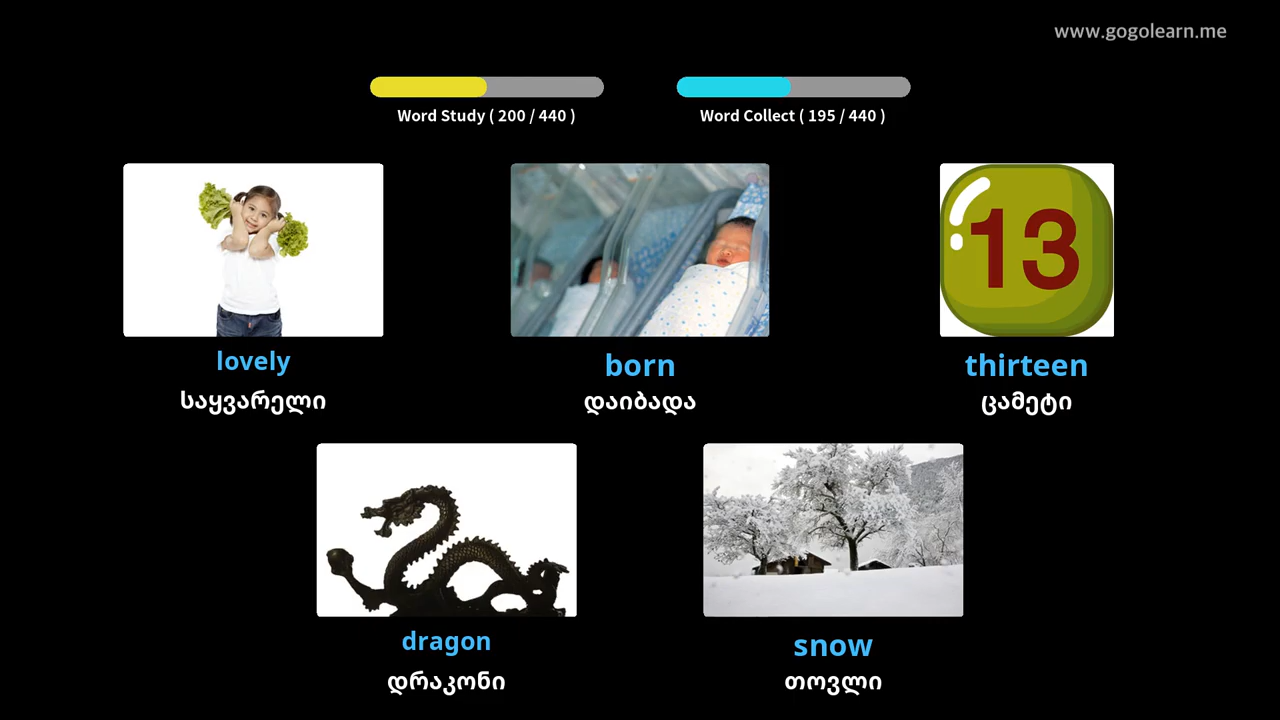 www.gogolearn.me
Word Study ( 200 / 440 )
Word Collect ( 195 / 440 )
13
lovely
born
thirteen
საყვარელი
დაიბადა
ცამეტი
dragon
snow
დრაკონი
თოვლი